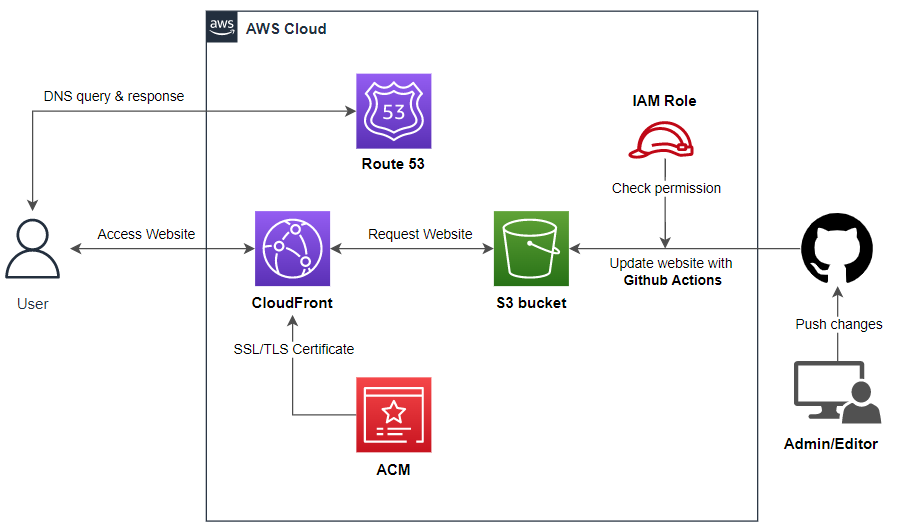 aws
AWS Cloud
DNS query & response
53
Route 53
IAM Role
Check permission
Access Website
Request Website
Update website with
Github Actions
User
CloudFront
S3 bucket
Push changes
SSL/TLS Certificate
ACM
Admin/Editor